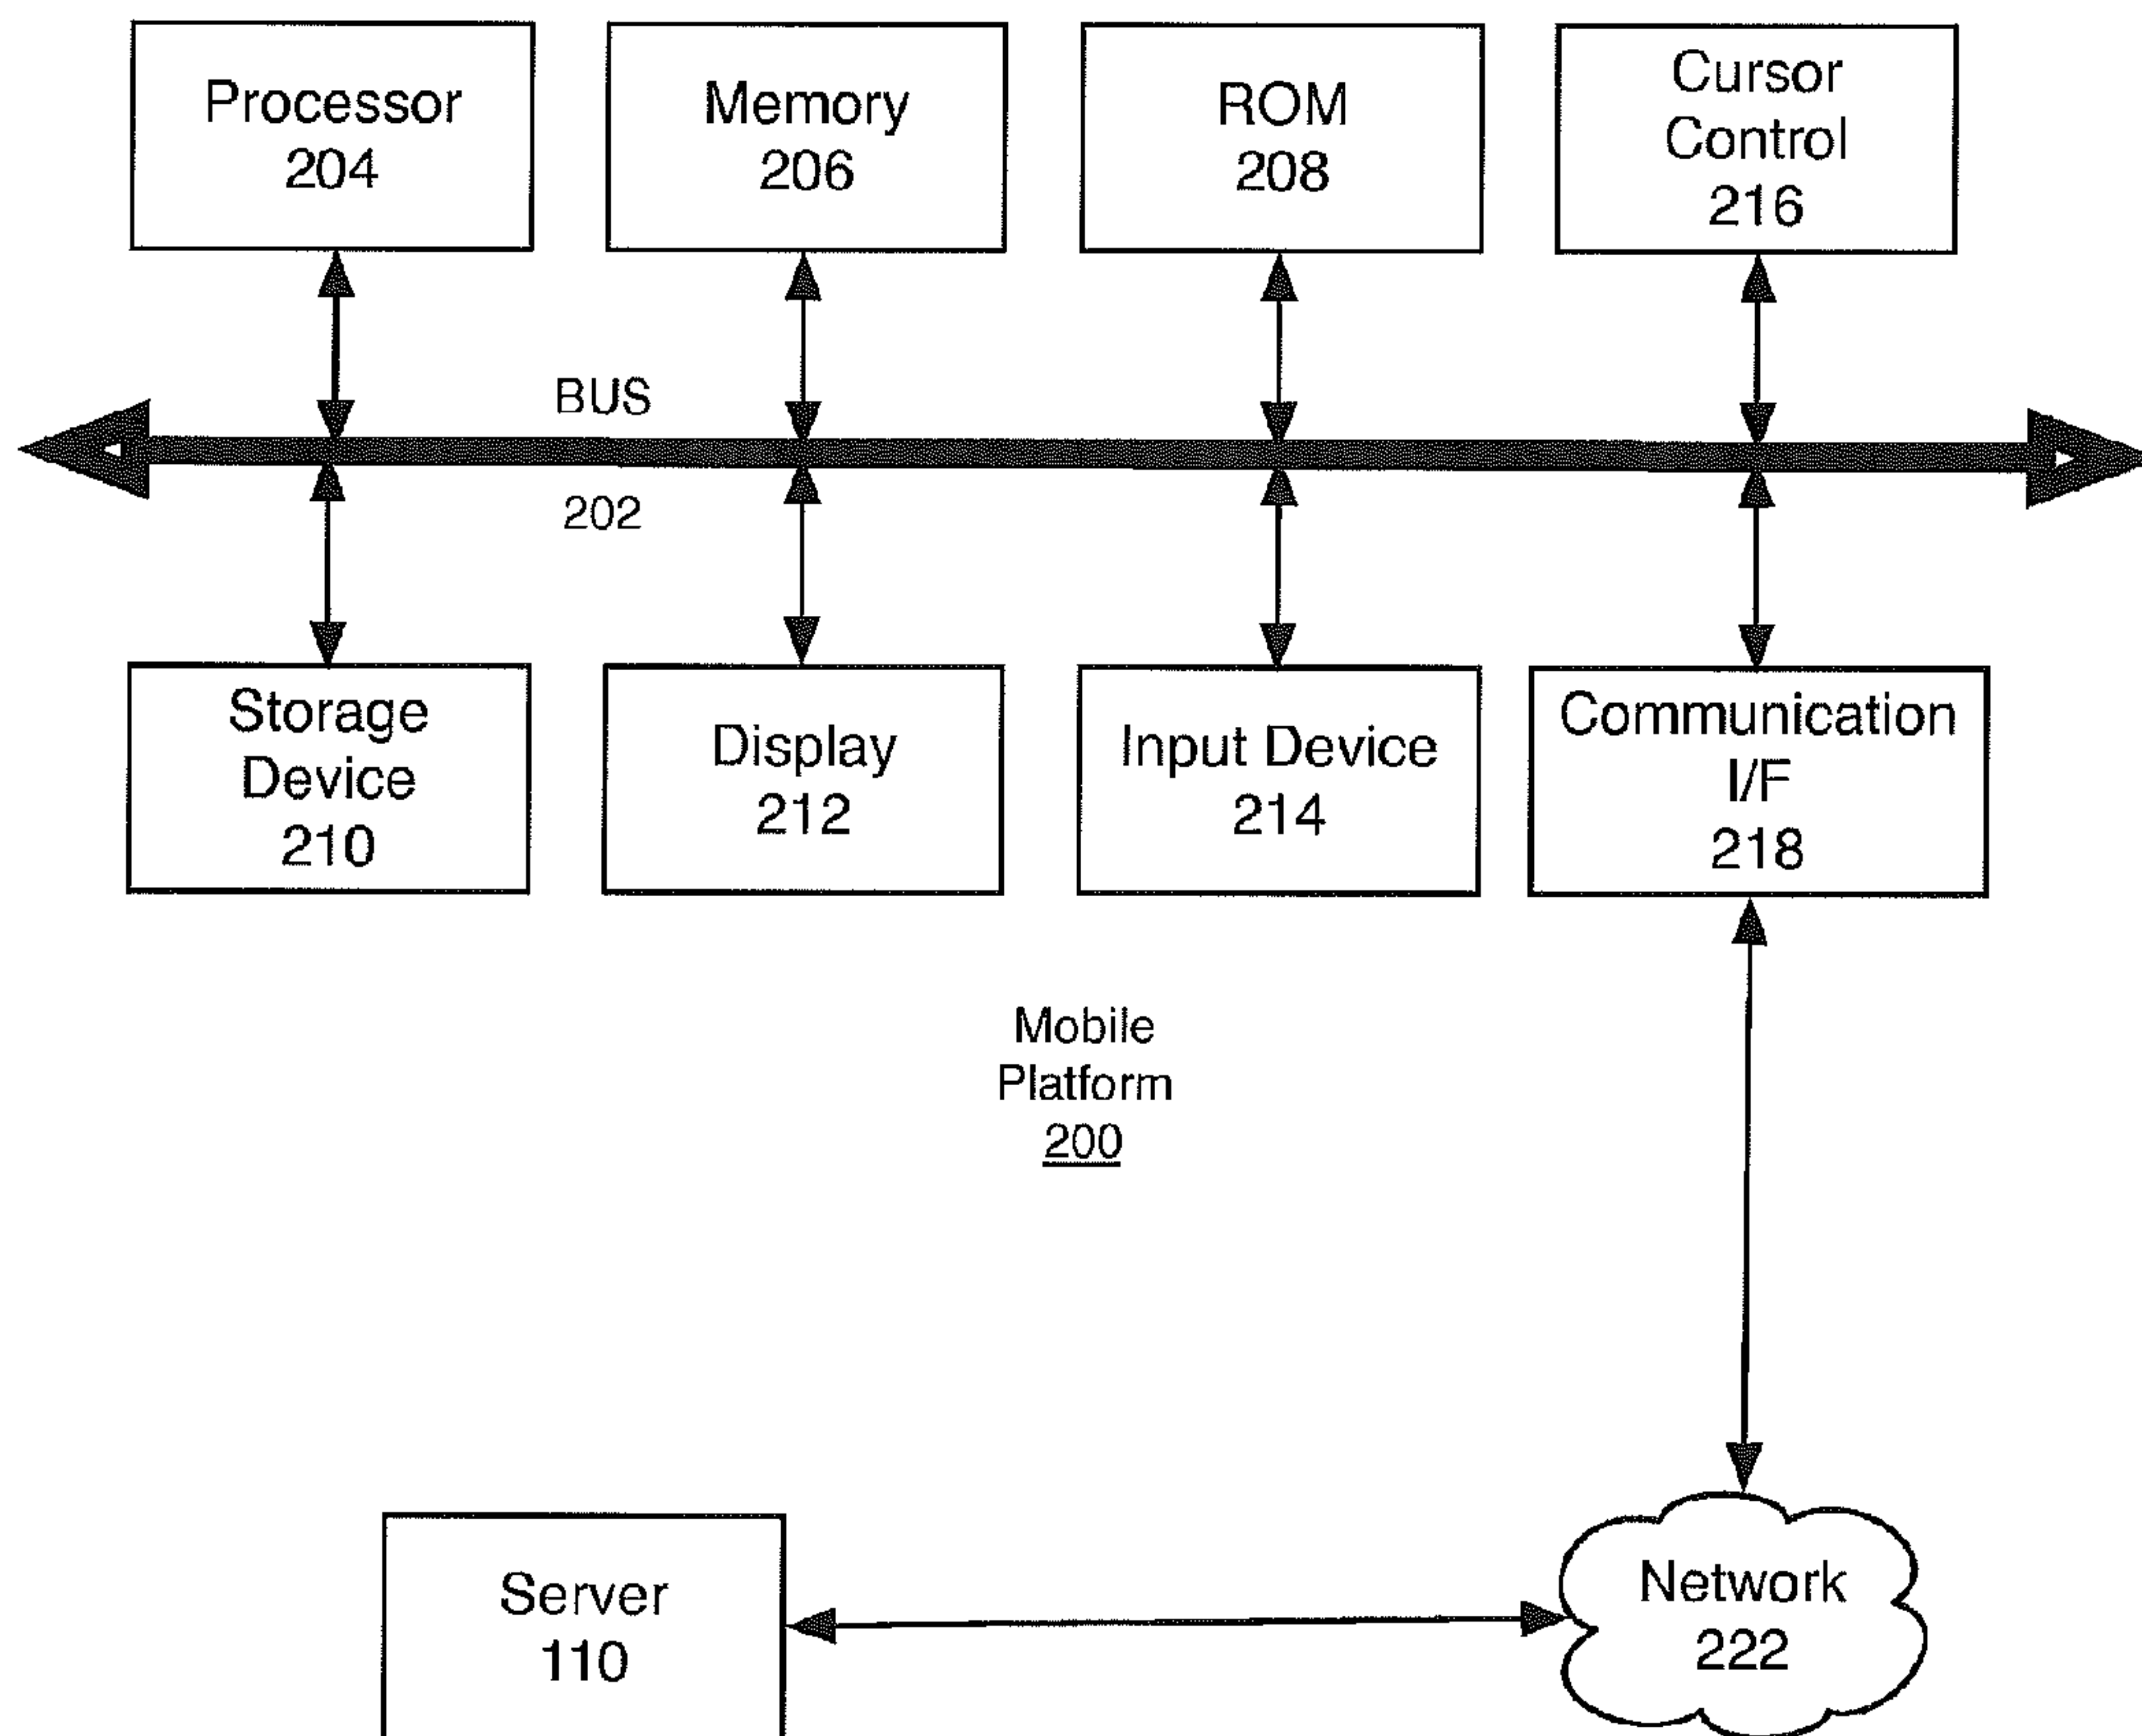 Processor
204
Memory
206
ROM
208
Cursor
Control
216
BUS
202
Storage
Device
210
Display
212
Input Device
214
Communication
I/F
218
Mobile
Platform
200
Server
110
Network
222